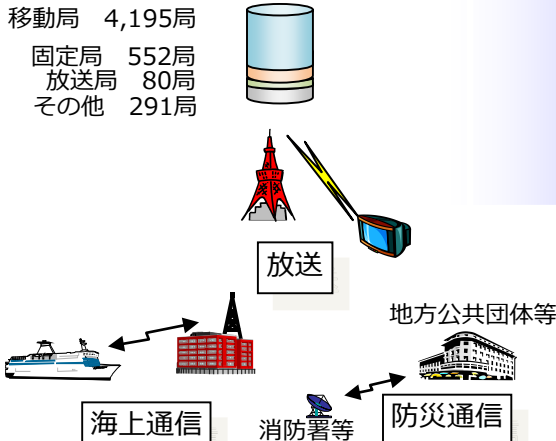 移動局　4,195局
固定局　552局
放送局　80局
その他　291局
放送
地方公共団体等
海上通信
消防署等
防災通信